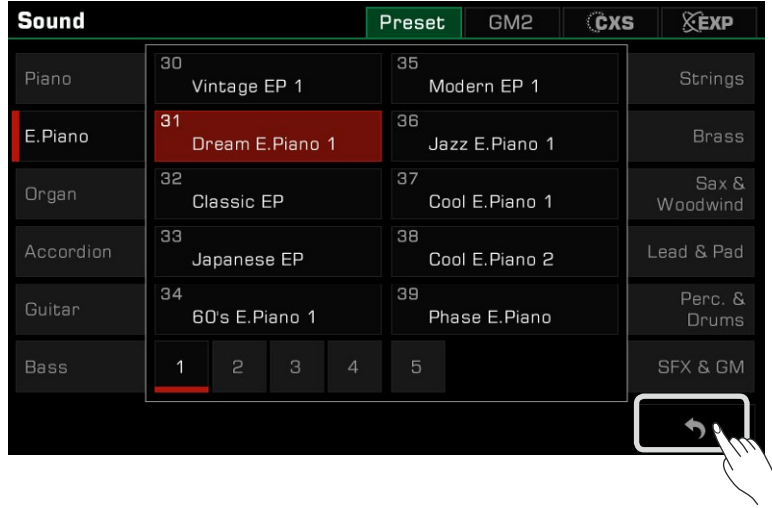 Sound
Preset
GM2
CXS
EXP
Piano
E.Piano
Organ
Accordion
Guitar
Bass
30
Vintage EP 1
31
Dream E.Piano 1
32
Classic EP
33
Japanese EP
34
60's E.Piano 1
35
Modern EP 1
36
Jazz E.Piano 1
37
Cool E.Piano 1
38
Cool E.Piano 2
39
Phase E.Piano
1
2
3
4
5
Strings
Brass
Sax &
Woodwind
Lead & Pad
Perc. &
Drums
SFX & GM